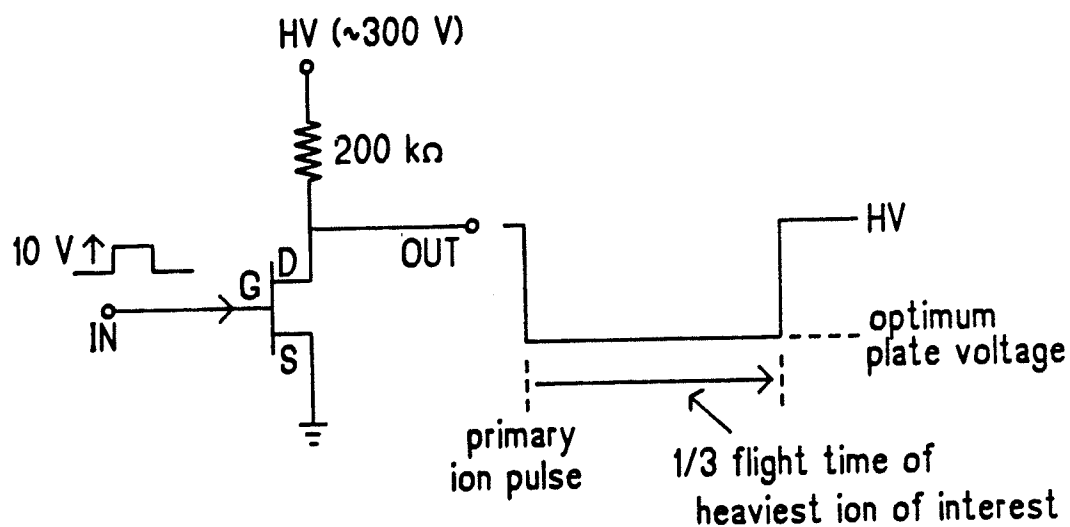 HV (~300 V)
200 kΩ
10 V
D
G
OUT
HV
IN
S
optimum
plate voltage
primary
ion pulse
1/3 flight time of
heaviest ion of interest